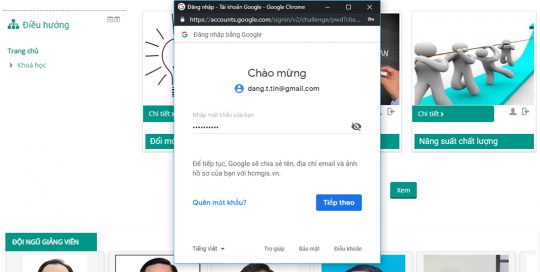 Điều hướng
Trang chủ
Khoá học
Chi tiết
Đổi mớ
Đăng nhập - Tài khoản Google - Google Chrome
https://accounts.google.com/signin/v2/challenge/pwd?clie...
Đăng nhập bằng Google
Chào mừng
dang.t.tin@gmail.com
Nhập mật khẩu của bạn
Để tiếp tục, Google sẽ chia sẻ tên, địa chỉ email và ảnh
hồ sơ của bạn với hcmgis.vn.
Quên mật khẩu?
Tiếp theo
Tiếng Việt
Trợ giúp
Bảo mật
Điều khoản
Chi tiết
Năng suất chất lượng
Xem
ĐỘI NGŨ GIẢNG VIÊN